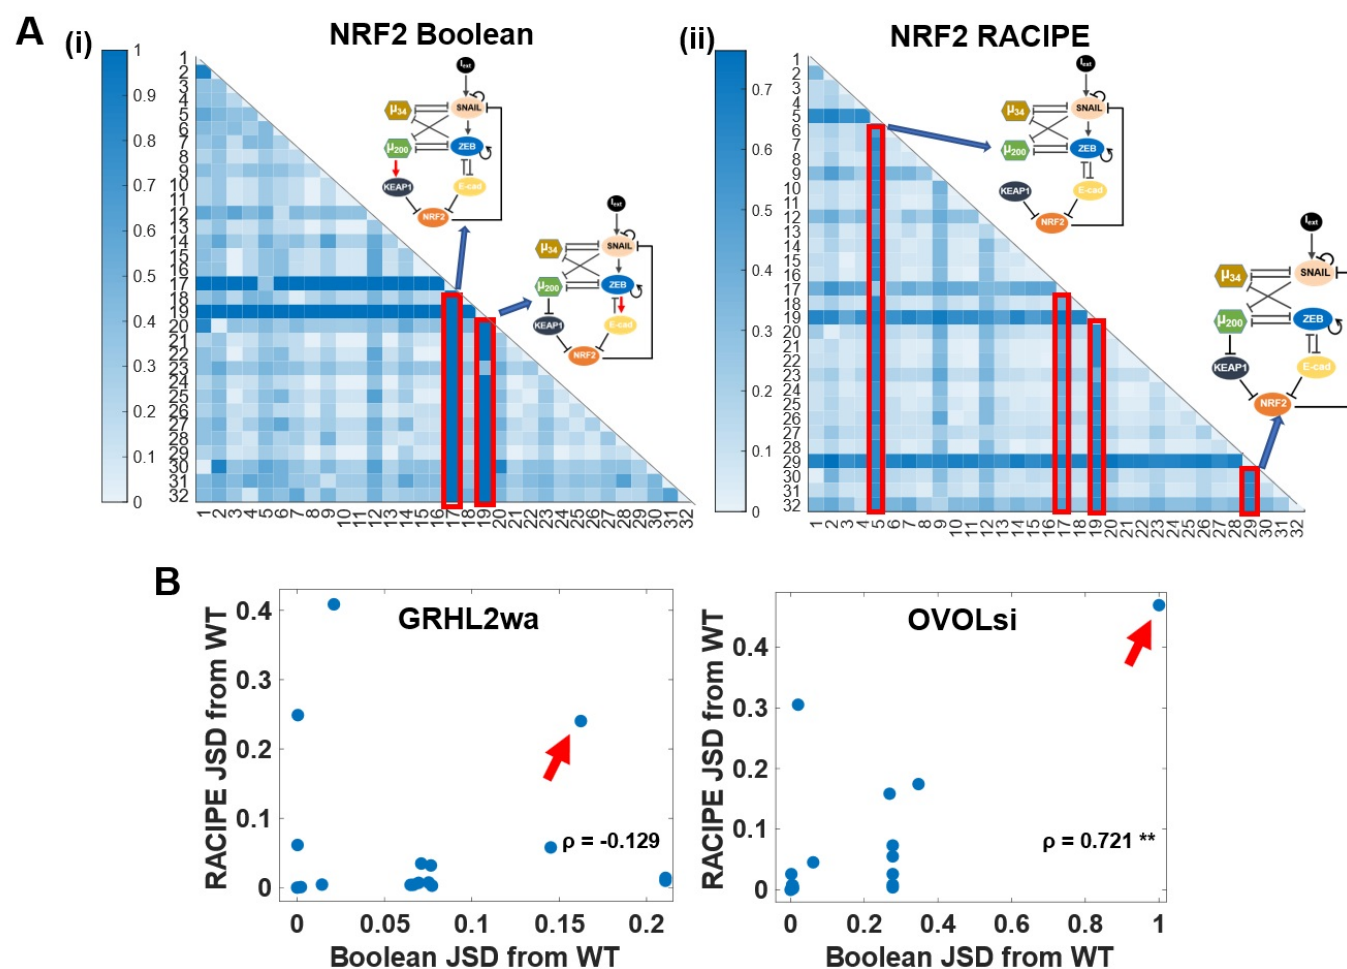 A
(i)
NRF2 Boolean
1
0.9
0.8
0.7
0.6
0.5
0.4
0.3
0.2
0.1
0
1
2
3
4
5
6
7
8
9
10
11
12
13
14
15
16
17
18
19
20
21
22
23
24
25
26
27
28
29
30
31
32
1 2 3 4 5 6 7 8 9 10 11 12 13 14 15 16 17 18 19 20 21 22 23 24 25 26 27 28 29 30 31 32
Iext
μ34
SNAIL
μ200
ZEB
KEAP1
E-cad
NRF2
Iext
μ34
SNAIL
μ200
ZEB
KEAP1
E-cad
NRF2
(ii)
NRF2 RACIPE
0.7
0.6
0.5
0.4
0.3
0.2
0.1
0
1
2
3
4
5
6
7
8
9
10
11
12
13
14
15
16
17
18
19
20
21
22
23
24
25
26
27
28
29
30
31
32
1 2 3 4 5 6 7 8 9 10 11 12 13 14 15 16 17 18 19 20 21 22 23 24 25 26 27 28 29 30 31 32
Iext
μ34
SNAIL
μ200
ZEB
KEAP1
E-cad
NRF2
Iext
μ34
SNAIL
μ200
ZEB
KEAP1
E-cad
NRF2
B
GRHL2wa
RACIPE JSD from WT
0.4
0.3
0.2
0.1
0
ρ = -0.129
0 0.05 0.1 0.15 0.2
Boolean JSD from WT
OVOLsi
RACIPE JSD from WT
0.4
0.3
0.2
0.1
0
ρ = 0.721 **
0 0.2 0.4 0.6 0.8 1
Boolean JSD from WT